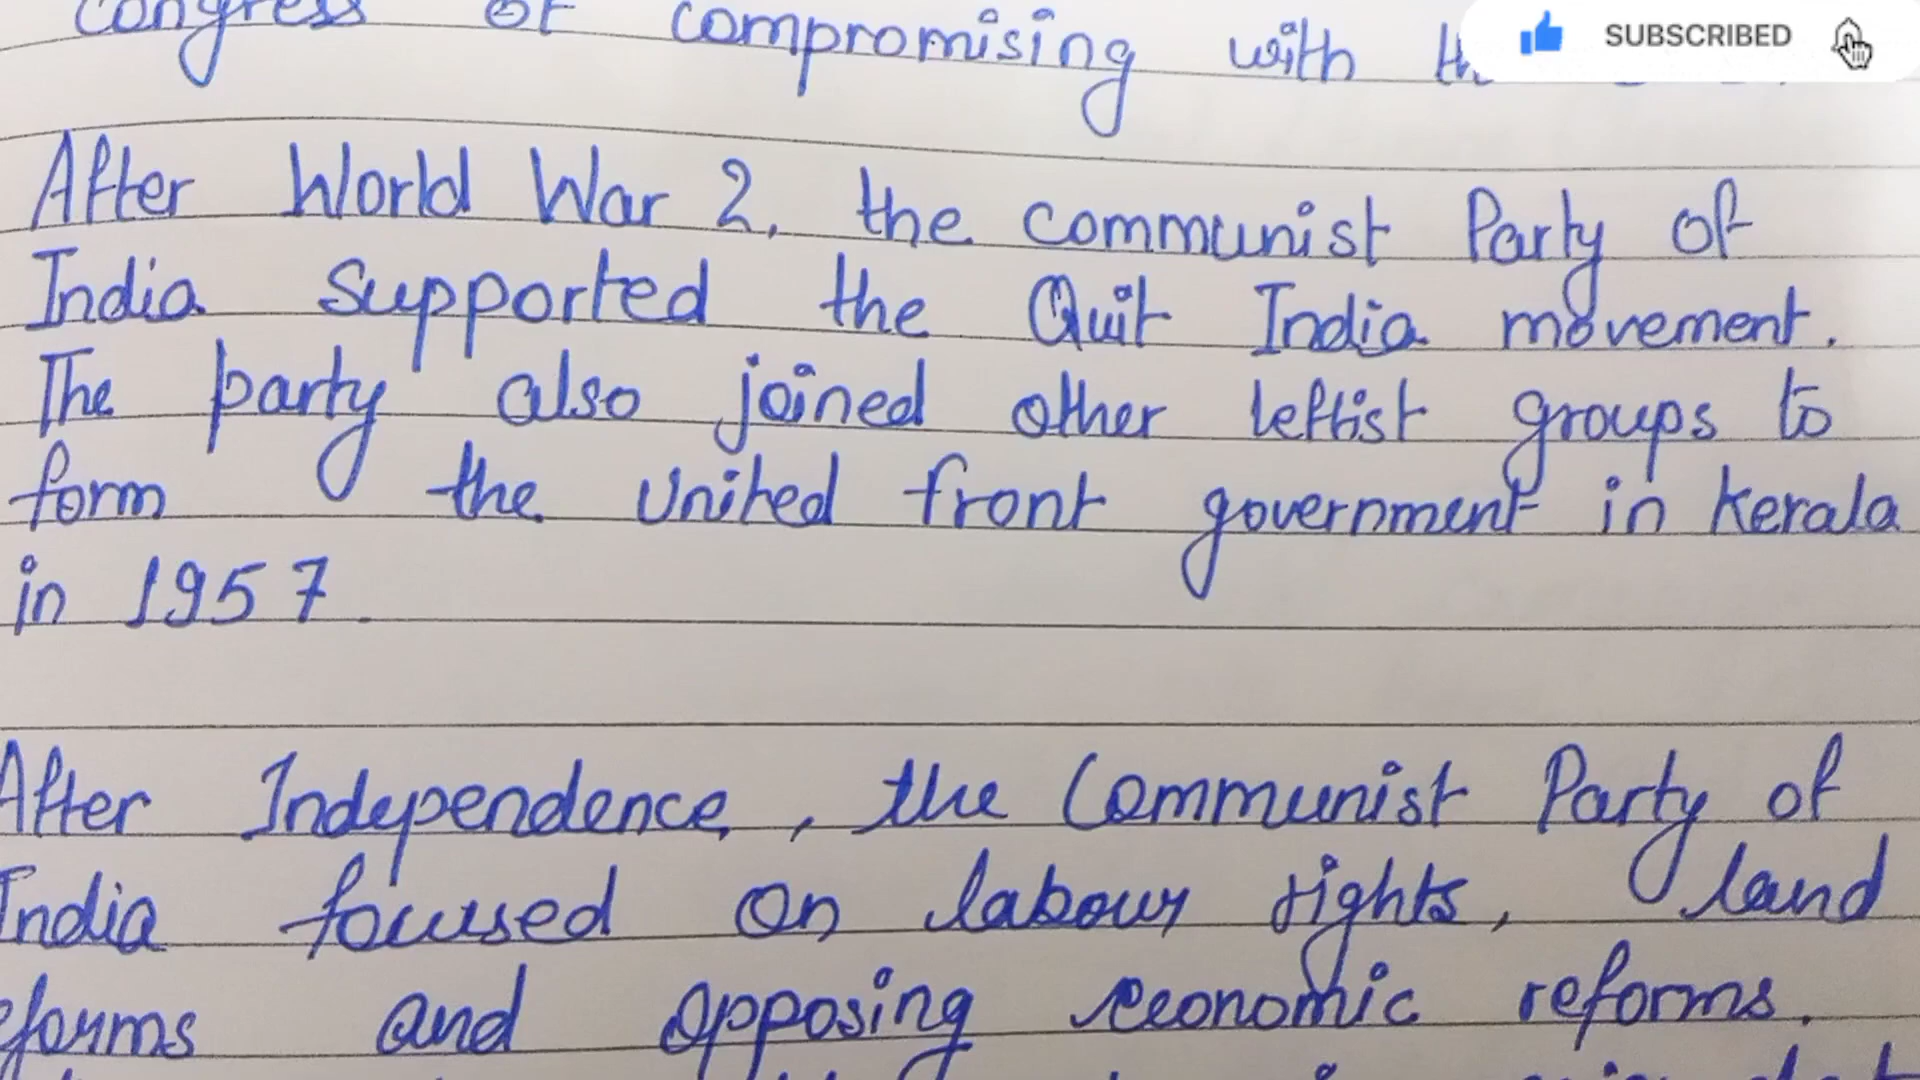 Congress of compromising with
SUBSCRIBED
After World War 2, the communist Party of
India supported the Quit India movement.
The party also joined other leftist groups to
form the United front government in Kerala
in 1957.
After Independence, the Communist Party of
India focused on labour rights, land
eforms and opposing economic reforms.